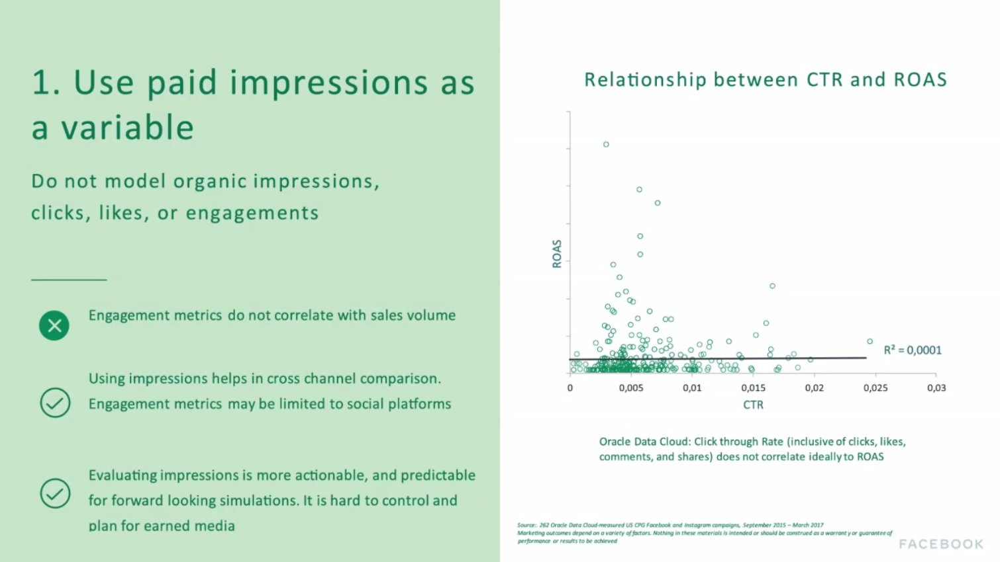 1. Use paid impressions as
a variable
Do not model organic impressions,
clicks, likes, or engagements
Engagement metrics do not correlate with sales volume
Using impressions helps in cross channel comparison.
Engagement metrics may be limited to social platforms
Evaluating impressions is more actionable, and predictable
for forward looking simulations. It is hard to control and
plan for earned media
Relationship between CTR and ROAS
ROAS
R² = 0,0001
0 0,005 0,01 0,015 0,02 0,025 0,03
CTR
Oracle Data Cloud: Click through Rate (inclusive of clicks, likes,
comments, and shares) does not correlate ideally to ROAS
Source:. 262 Oracle Data Cloud-measured US CPG Facebook and Instagram campaigns, September 2015 – March 2017
Marketing outcomes depend on a variety of factors. Nothing in these materials is intended or should be construed as a warrant y or guarantee of
performance or results to be achieved
FACEBOOK